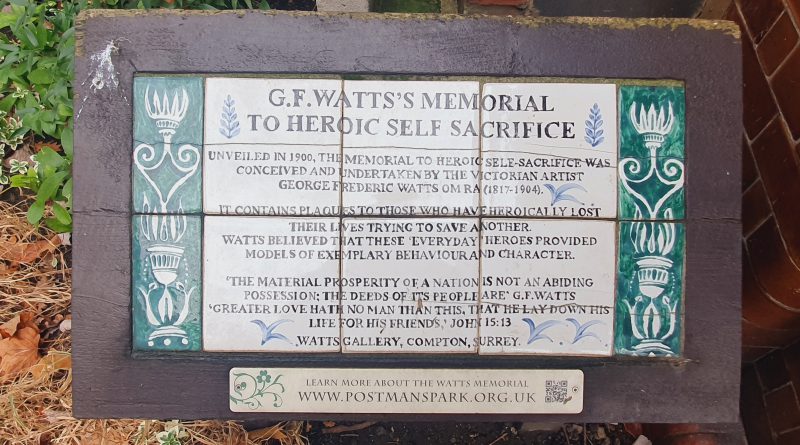 G.F.WATTS'S MEMORIAL
TO HEROIC SELF SACRIFICE
UNVEILED IN 1900, THE MEMORIAL TO HEROIC SELF-SACRIFICE WAS
CONCEIVED AND UNDERTAKEN BY THE VICTORIAN ARTIST
GEORGE FREDERIC WATTS OM RA (1817-1904).
IT CONTAINS PLAQUES TO THOSE WHO HAVE HEROICALLY LOST
THEIR LIVES TRYING TO SAVE ANOTHER.
WATTS BELIEVED THAT THESE 'EVERYDAY' HEROES PROVIDED
MODELS OF EXEMPLARY BEHAVIOUR AND CHARACTER.
'THE MATERIAL PROSPERITY OF A NATION IS NOT AN ABIDING
POSSESSION; THE DEEDS OF ITS PEOPLE ARE' G.F.WATTS
'GREATER LOVE HATH NO MAN THAN THIS, THAT HE LAY DOWN HIS
LIFE FOR HIS FRIENDS,' JOHN 15:13
WATTS GALLERY, COMPTON, SURREY.
LEARN MORE ABOUT THE WATTS MEMORIAL
WWW.POSTMANSPARK.ORG.UK